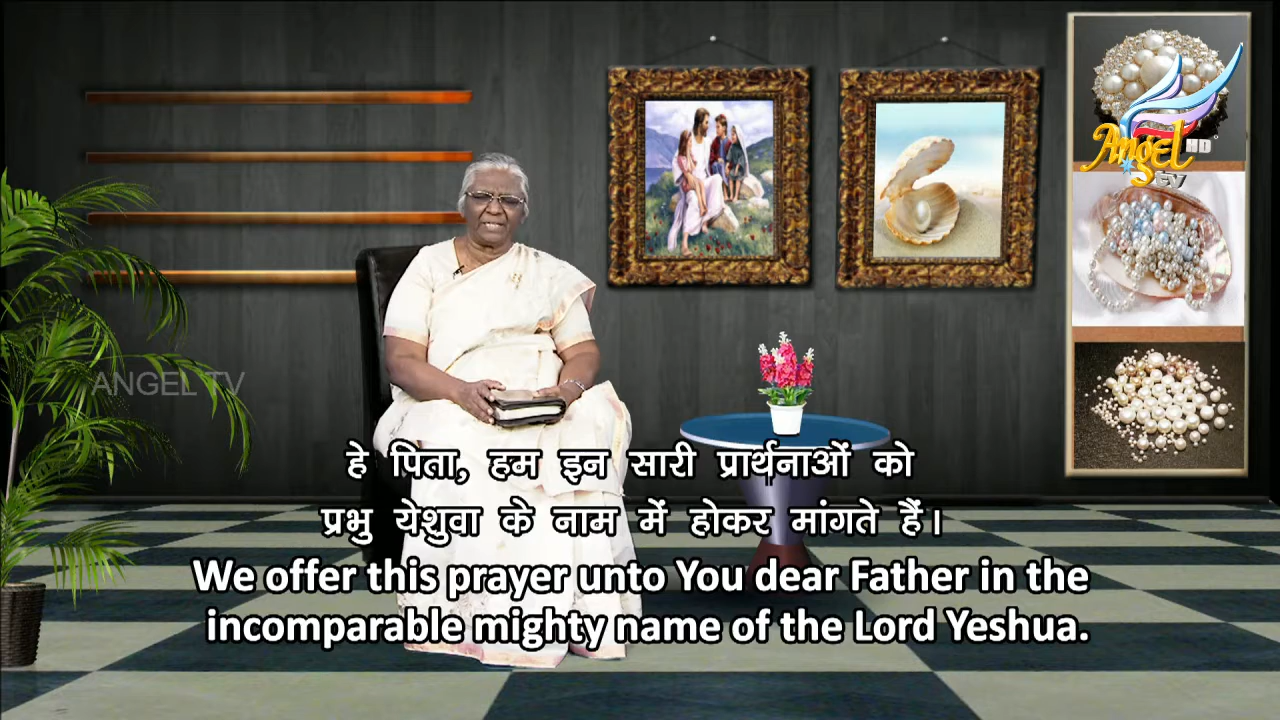 Angel HD
tv
ANGEL TV
हे पिता, हम इन सारी प्रार्थनाओं को
प्रभु येशुवा के नाम में होकर मांगते हैं।
We offer this prayer unto You dear Father in the
incomparable mighty name of the Lord Yeshua.